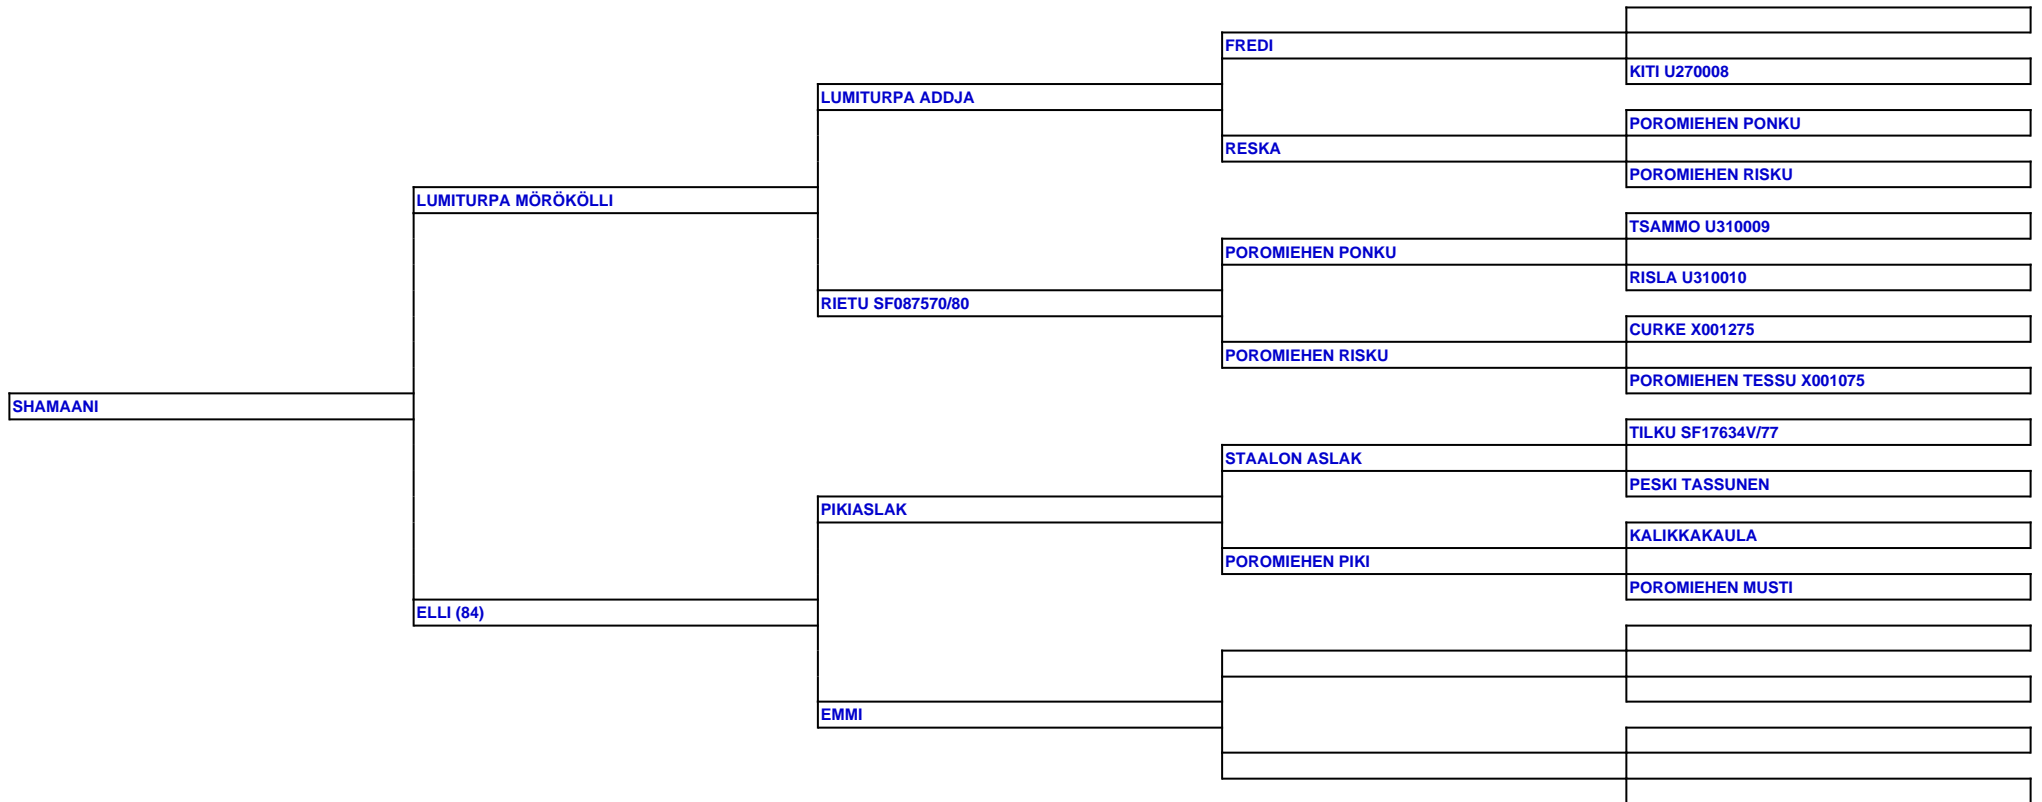 FREDI
KITI U270008
LUMITURPA ADDJA
POROMIEHEN PONKU
RESKA
POROMIEHEN RISKU
LUMITURPA MÖRÖKÖLLI
TSAMMO U310009
POROMIEHEN PONKU
RISLA U310010
RIETU SF087570/80
CURKE X001275
POROMIEHEN RISKU
POROMIEHEN TESSU X001075
SHAMAANI
TILKU SF17634V/77
STAALON ASLAK
PESKI TASSUNEN
PIKIASLAK
KALIKKAKAULA
POROMIEHEN PIKI
POROMIEHEN MUSTI
ELLI (84)
EMMI